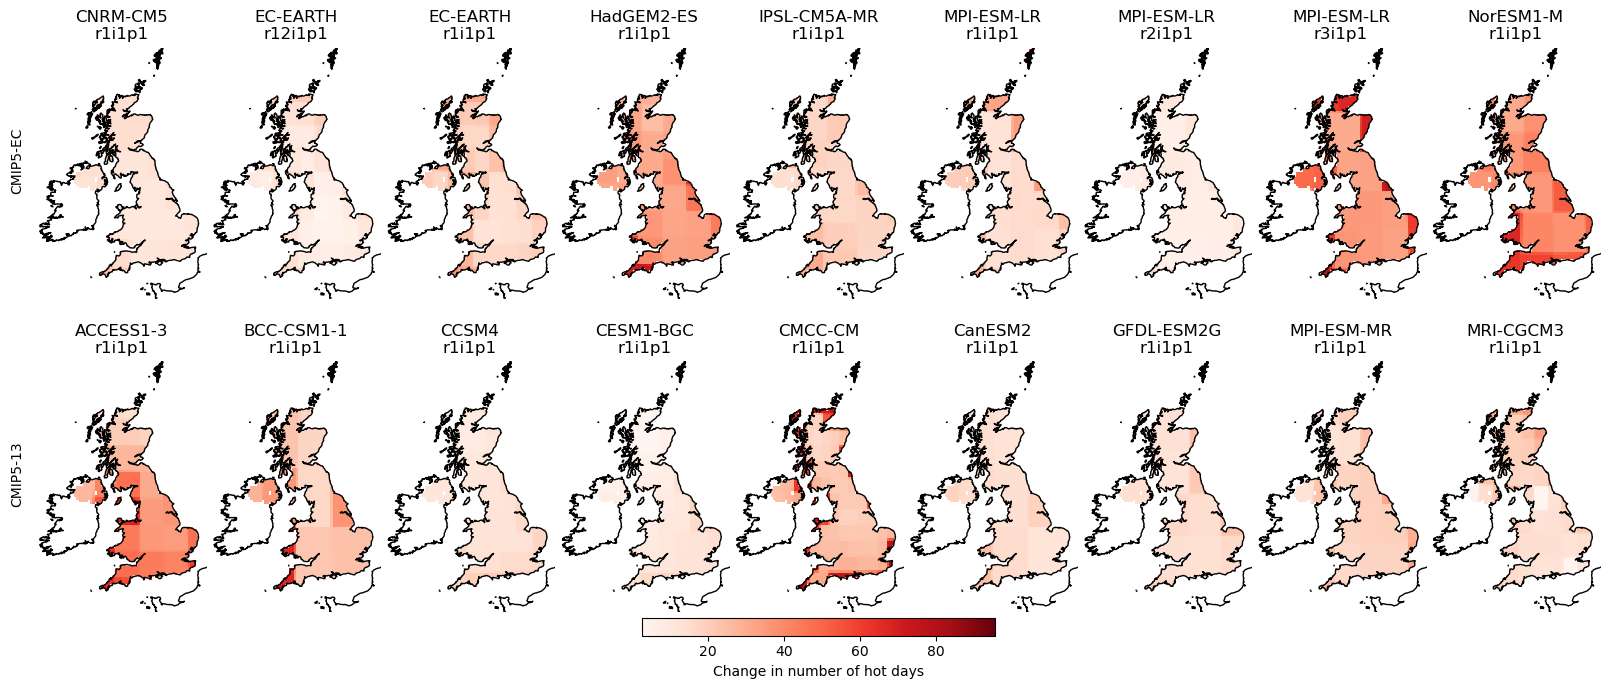 CNRM-CM5 EC-EARTH EC-EARTH HadGEM2-ES IPSL-CM5A-MR MPI-ESM-LR MPI-ESM-LR MPI-ESM-LR NorESM1-M
r1i1p1 r12i1p1 r1i1p1 r1i1p1 r1i1p1 r1i1p1 r2i1p1 r3i1p1 r1i1p1
CMIP5-EC
ACCESS1-3 BCC-CSM1-1 CCSM4 CESM1-BGC CMCC-CM CanESM2 GFDL-ESM2G MPI-ESM-MR MRI-CGCM3
r1i1p1 r1i1p1 r1i1p1 r1i1p1 r1i1p1 r1i1p1 r1i1p1 r1i1p1 r1i1p1
CMIP5-13
20 40 60 80
Change in number of hot days